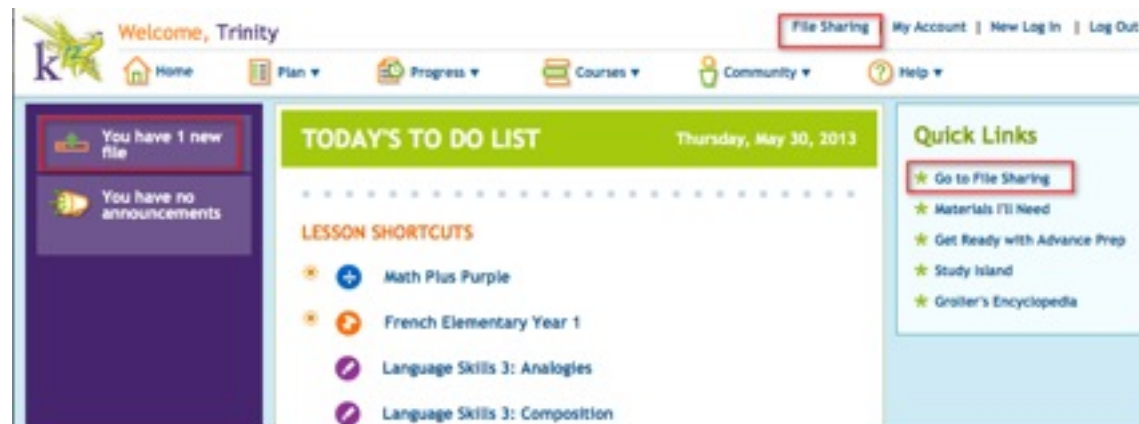 k12
Welcome, Trinity
File Sharing
My Account | New Log In | Log Out
Home
Plan
Progress
Courses
Community
Help
You have 1 new
file
You have no
announcements
TODAY'S TO DO LIST
Thursday, May 30, 2013
LESSON SHORTCUTS
Math Plus Purple
French Elementary Year 1
Language Skills 3: Analogies
Language Skills 3: Composition
Quick Links
Go to File Sharing
Materials I'll Need
Get Ready with Advance Prep
Study Island
Grolier's Encyclopedia